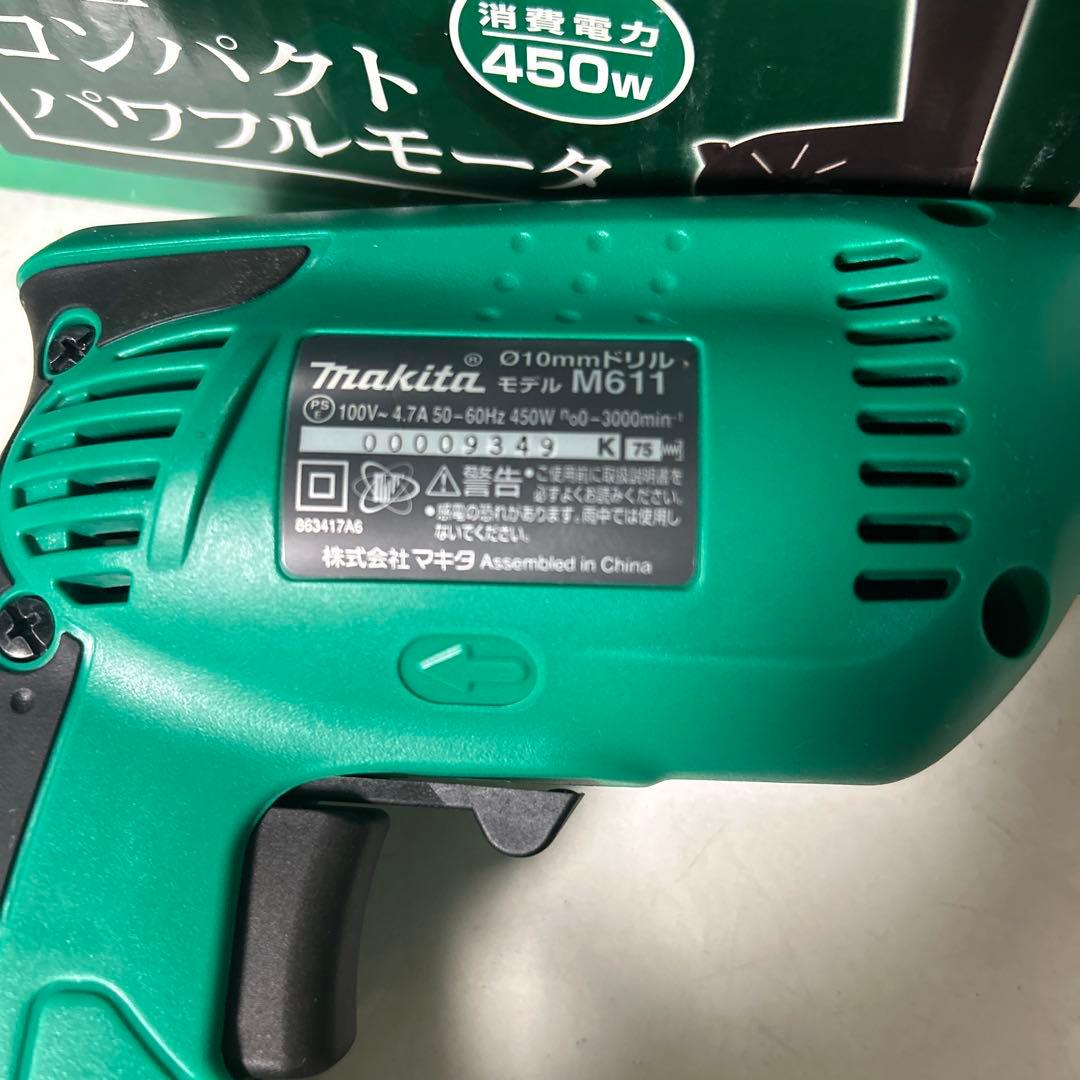 消費電力
450W
コンパクト
パワフルモータ
makita® Ø10mmドリル
モデル M611
PS E 100V~ 4.7A 50-60Hz 450W n₀0-3000min⁻¹
00009349 K 75
⚠警告 •ご使用前に取扱説明書を
必ずよくお読みください。
•感電の恐れがあります。雨中では使用し
ないでください。
863417A6
株式会社マキタ Assembled in China